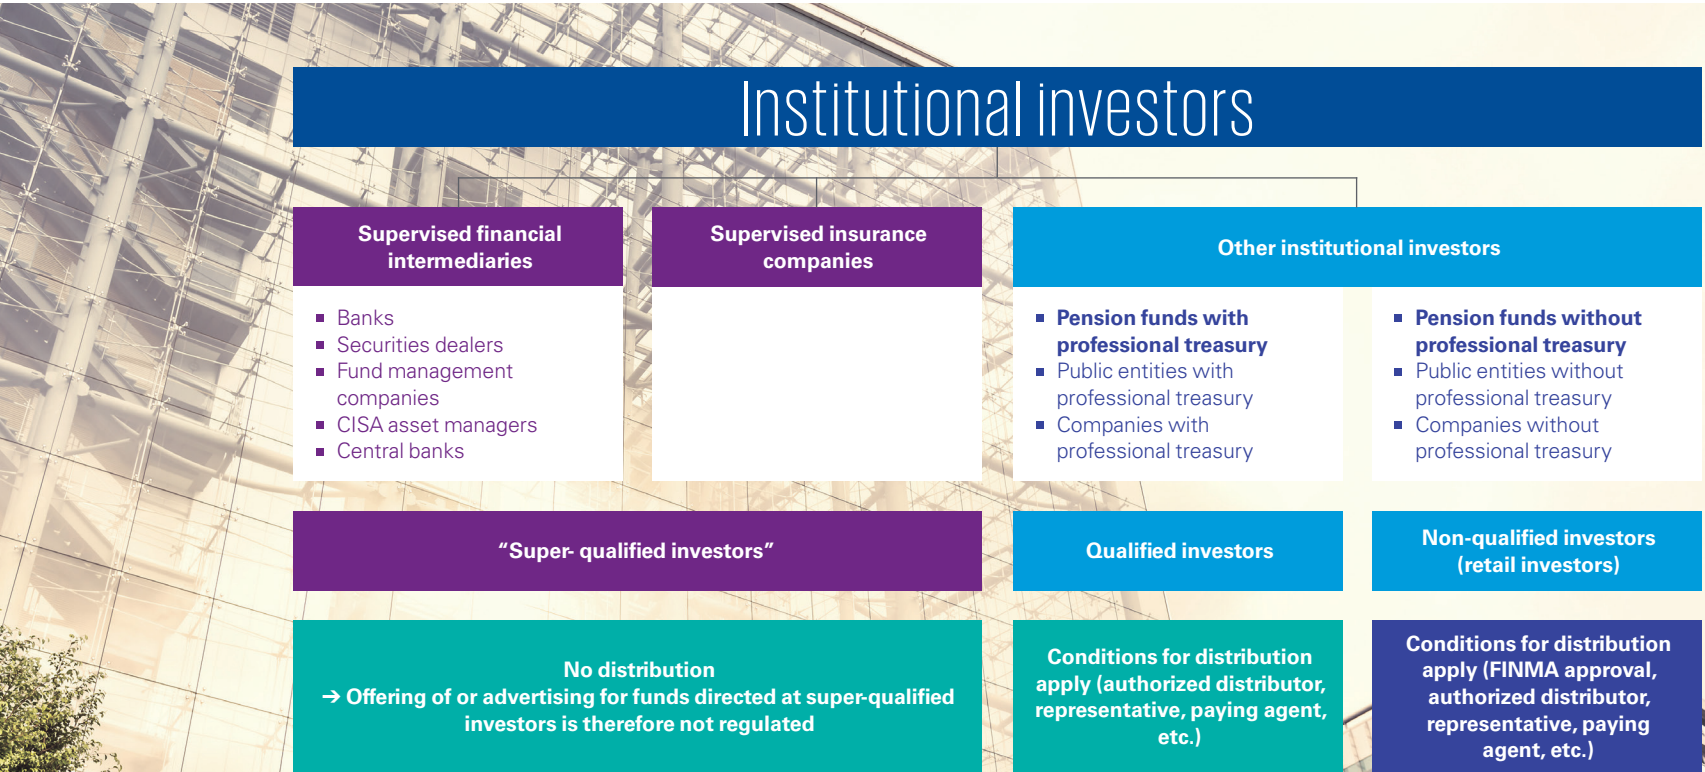 Institutional investors
Supervised financial
intermediaries
Supervised insurance
companies
Other institutional investors
▪ Banks
▪ Securities dealers
▪ Fund management
companies
▪ CISA asset managers
▪ Central banks
▪ Pension funds with
professional treasury
▪ Public entities with
professional treasury
▪ Companies with
professional treasury
▪ Pension funds without
professional treasury
▪ Public entities without
professional treasury
▪ Companies without
professional treasury
“Super- qualified investors”
Qualified investors
Non-qualified investors
(retail investors)
No distribution
➔ Offering of or advertising for funds directed at super-qualified
investors is therefore not regulated
Conditions for distribution
apply (authorized distributor,
representative, paying agent,
etc.)
Conditions for distribution
apply (FINMA approval,
authorized distributor,
representative, paying
agent, etc.)